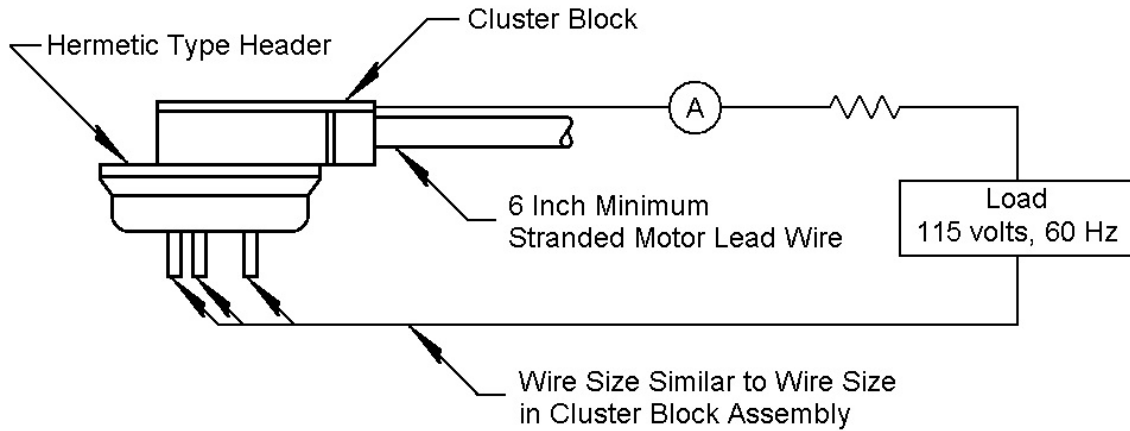 Cluster Block
Hermetic Type Header
A
6 Inch Minimum
Stranded Motor Lead Wire
Load
115 volts, 60 Hz
Wire Size Similar to Wire Size
in Cluster Block Assembly